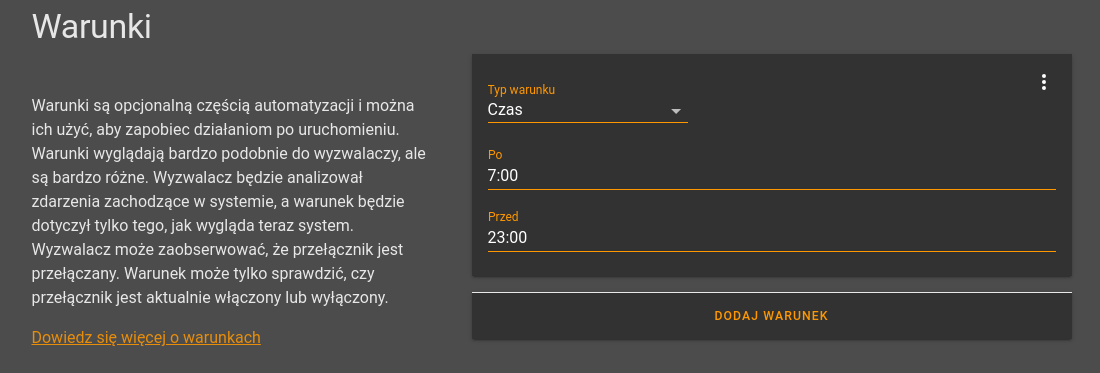 Warunki
Warunki są opcjonalną częścią automatyzacji i można
ich użyć, aby zapobiec działaniom po uruchomieniu.
Warunki wyglądają bardzo podobnie do wyzwalaczy, ale
są bardzo różne. Wyzwalacz będzie analizował
zdarzenia zachodzące w systemie, a warunek będzie
dotyczył tylko tego, jak wygląda teraz system.
Wyzwalacz może zaobserwować, że przełącznik jest
przełączany. Warunek może tylko sprawdzić, czy
przełącznik jest aktualnie włączony lub wyłączony.
Dowiedz się więcej o warunkach
Typ warunku
Czas
Po
7:00
Przed
23:00
DODAJ WARUNEK